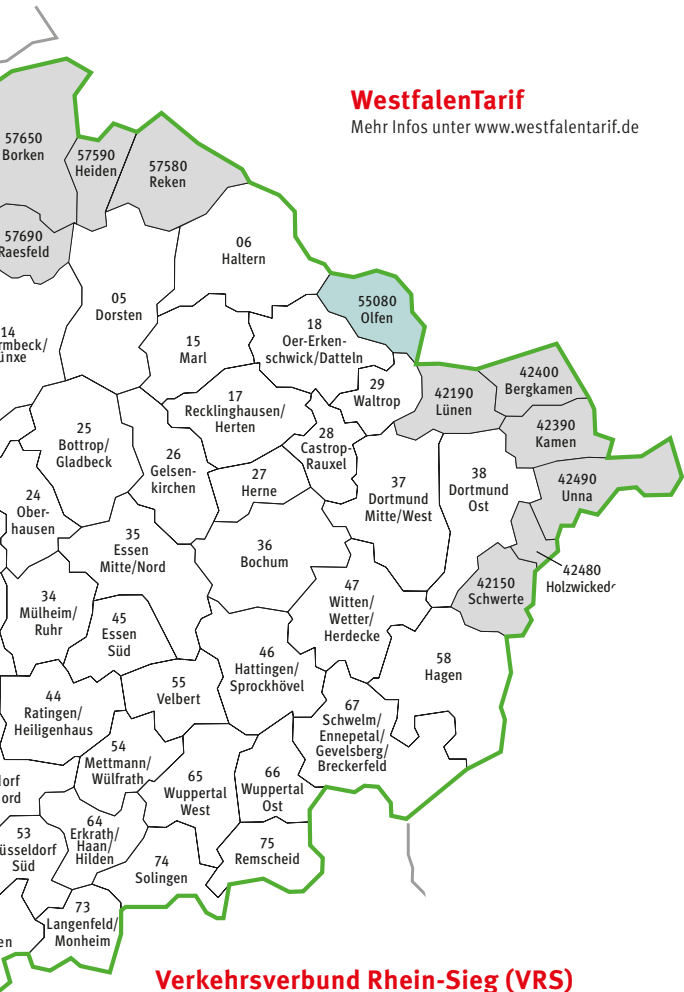 WestfalenTarif
Mehr Infos unter www.westfalentarif.de
57650
Borken
57590
Heiden
57580
Reken
57690
Raesfeld
06
Haltern
05
Dorsten
55080
Olfen
14
15
Marl
18
Oer-Erken-
schwick/Datteln
42400
Bergkamen
29
Waltrop
42190
Lünen
17
Recklinghausen/
Herten
42390
Kamen
25
Bottrop/
Gladbeck
28
Castrop-
Rauxel
26
Gelsen-
kirchen
27
Herne
37
Dortmund
Mitte/West
38
Dortmund
Ost
42490
Unna
24
Ober-
hausen
35
Essen
Mitte/Nord
36
Bochum
42480
42150
Schwerte
47
Witten/
Wetter/
Herdecke
34
Mülheim/
Ruhr
45
Essen
Süd
46
Hattingen/
Sprockhövel
58
Hagen
55
Velbert
44
Ratingen/
Heiligenhaus
67
Schwelm/
Ennepetal/
Gevelsberg/
Breckerfeld
54
Mettmann/
Wülfrath
65
Wuppertal
West
66
Wuppertal
Ost
64
Erkrath/
Haan/
Hilden
53
Süd
75
Remscheid
74
Solingen
73
Langenfeld/
Monheim
Verkehrsverbund Rhein-Sieg (VRS)